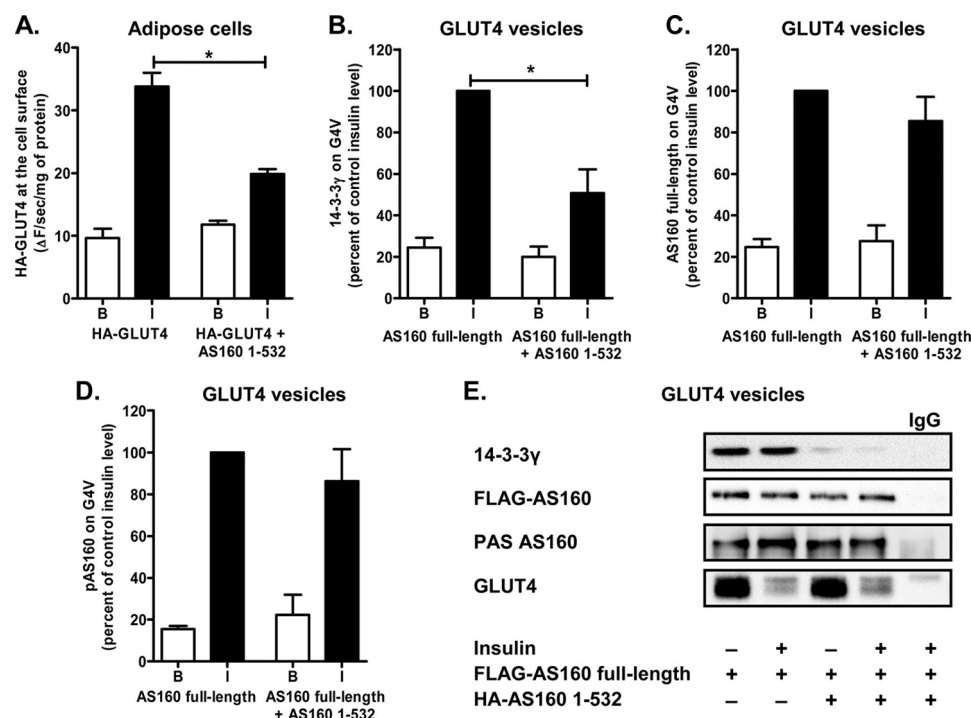 A.
Adipose cells
HA-GLUT4 at the cell surface
(ΔF/sec/mg of protein)
40
30
20
10
0
*
B I B I
HA-GLUT4
HA-GLUT4 +
AS160 1-532
B.
GLUT4 vesicles
14-3-3γ on G4V
(percent of control insulin level)
120
100
80
60
40
20
0
*
B I B I
AS160 full-length
AS160 full-length
+ AS160 1-532
C.
GLUT4 vesicles
AS160 full-length on G4V
(percent of control insulin level)
120
100
80
60
40
20
0
B I B I
AS160 full-length
AS160 full-length
+ AS160 1-532
D.
GLUT4 vesicles
pAS160 on G4V
(percent of control insulin level)
120
100
80
60
40
20
0
B I B I
AS160 full-length
AS160 full-length
+ AS160 1-532
E.
GLUT4 vesicles
IgG
14-3-3γ
FLAG-AS160
PAS AS160
GLUT4
Insulin – + – + +
FLAG-AS160 full-length + + + + +
HA-AS160 1-532 – – + + +